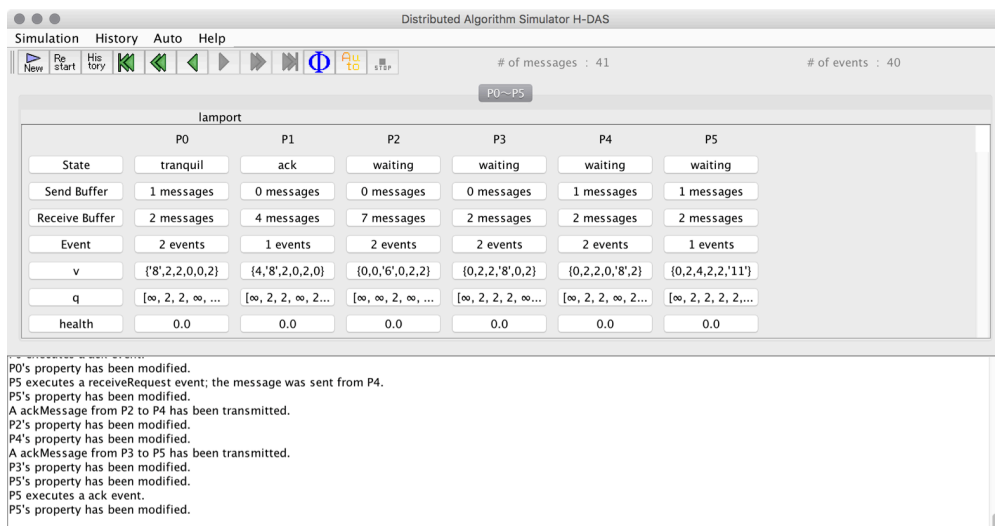 Distributed Algorithm Simulator H-DAS
Simulation History Auto Help
New Re start His tory Φ Au to STOP # of messages : 41 # of events : 40
P0~P5
lamport
P0 P1 P2 P3 P4 P5
State tranquil ack waiting waiting waiting waiting
Send Buffer 1 messages 0 messages 0 messages 0 messages 1 messages 1 messages
Receive Buffer 2 messages 4 messages 7 messages 2 messages 2 messages 2 messages
Event 2 events 1 events 2 events 2 events 2 events 1 events
v {'8',2,2,0,0,2} {4,'8',2,0,2,0} {0,0,'6',0,2,2} {0,2,2,'8',0,2} {0,2,2,0,'8',2} {0,2,4,2,2,'11'}
q [∞, 2, 2, ∞, ... [∞, 2, 2, ∞, 2... [∞, ∞, 2, ∞, ... [∞, 2, 2, 2, ∞... [∞, 2, 2, ∞, 2... [∞, 2, 2, 2, 2,...
health 0.0 0.0 0.0 0.0 0.0 0.0
P0's property has been modified.
P5 executes a receiveRequest event; the message was sent from P4.
P5's property has been modified.
A ackMessage from P2 to P4 has been transmitted.
P2's property has been modified.
P4's property has been modified.
A ackMessage from P3 to P5 has been transmitted.
P3's property has been modified.
P5's property has been modified.
P5 executes a ack event.
P5's property has been modified.